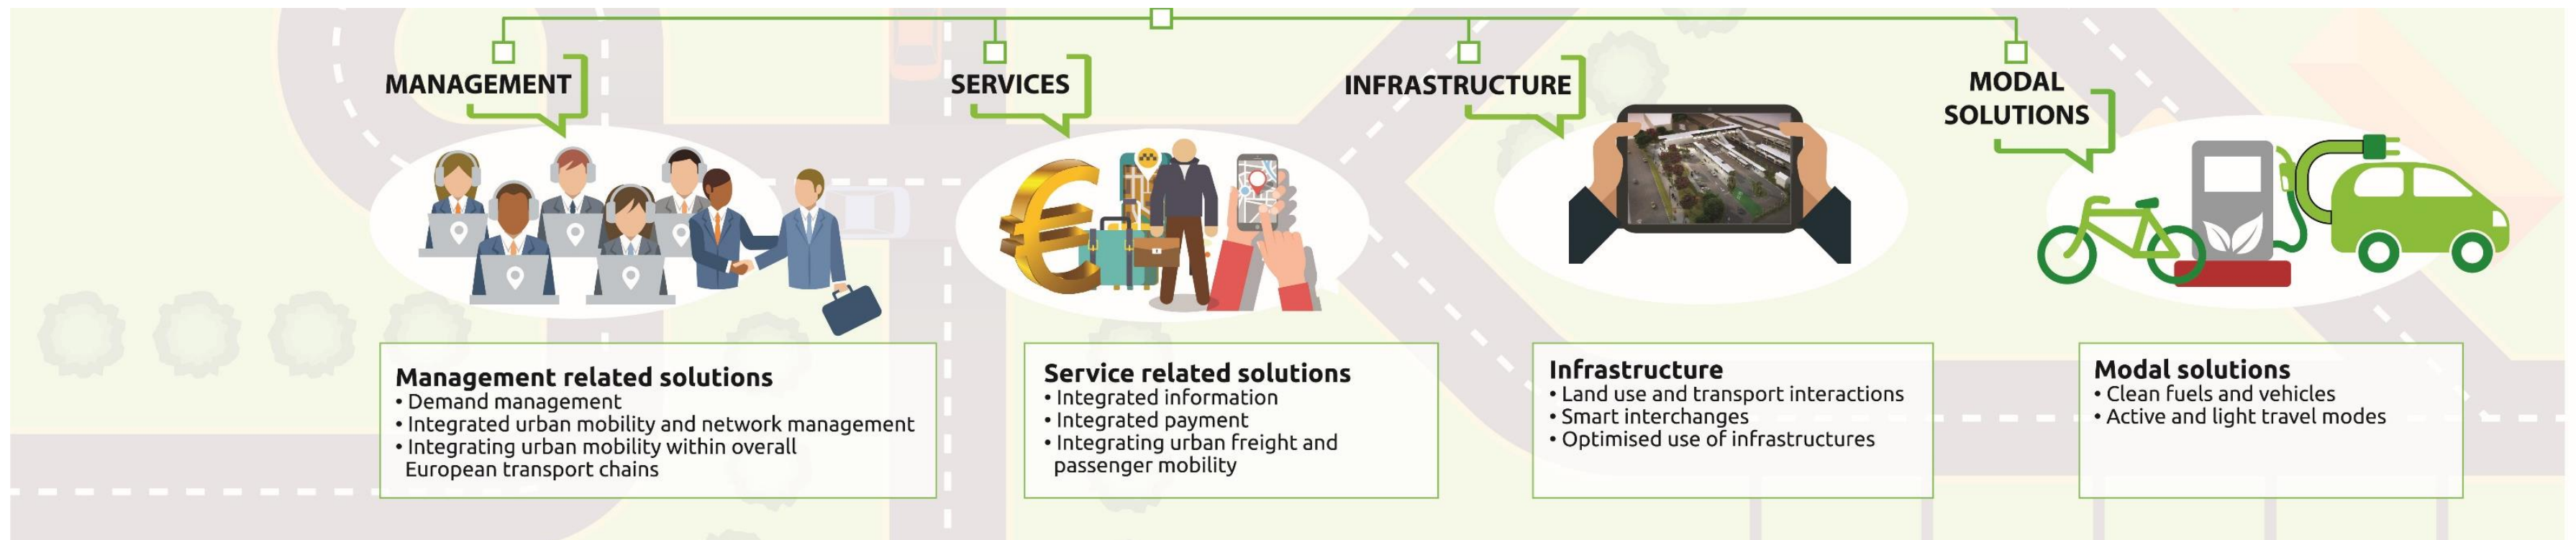 MANAGEMENT
SERVICES
INFRASTRUCTURE
MODAL
SOLUTIONS
Management related solutions
• Demand management
• Integrated urban mobility and network management
• Integrating urban mobility within overall
European transport chains
Service related solutions
• Integrated information
• Integrated payment
• Integrating urban freight and
passenger mobility
Infrastructure
• Land use and transport interactions
• Smart interchanges
• Optimised use of infrastructures
Modal solutions
• Clean fuels and vehicles
• Active and light travel modes